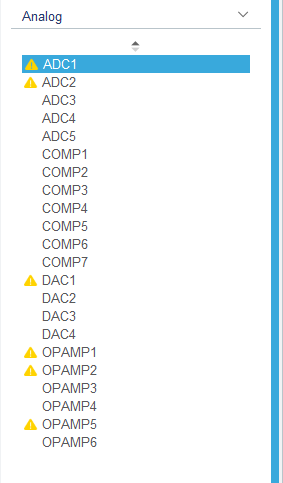 Analog
ADC1
ADC2
ADC3
ADC4
ADC5
COMP1
COMP2
COMP3
COMP4
COMP5
COMP6
COMP7
DAC1
DAC2
DAC3
DAC4
OPAMP1
OPAMP2
OPAMP3
OPAMP4
OPAMP5
OPAMP6